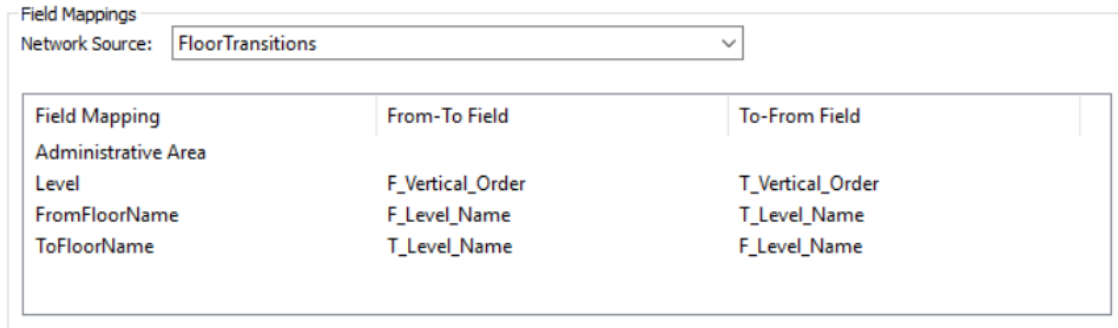 Field Mappings
Network Source: FloorTransitions
Field Mapping From-To Field To-From Field
Administrative Area
Level F_Vertical_Order T_Vertical_Order
FromFloorName F_Level_Name T_Level_Name
ToFloorName T_Level_Name F_Level_Name